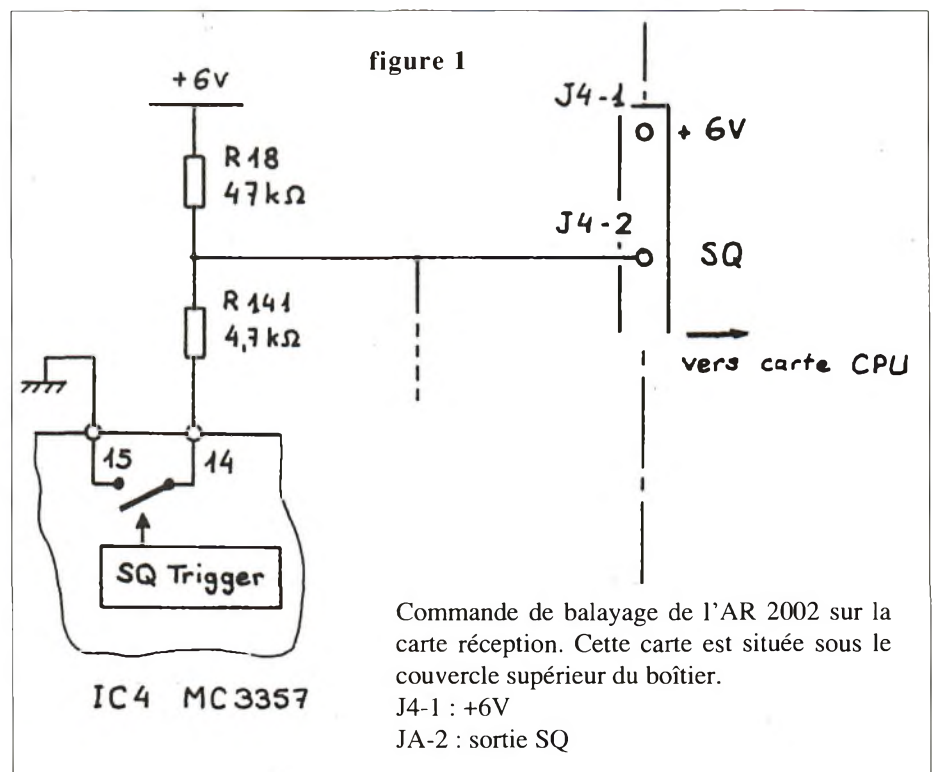 figure 1
+6V
R18
47kΩ
J4-1
+ 6V
J4-2
SQ
R141
4,7kΩ
vers carte CPU
15
14
SQ Trigger
IC4 MC3357
Commande de balayage de l'AR 2002 sur la
carte réception. Cette carte est située sous le
couvercle supérieur du boîtier.
J4-1 : +6V
JA-2 : sortie SQ